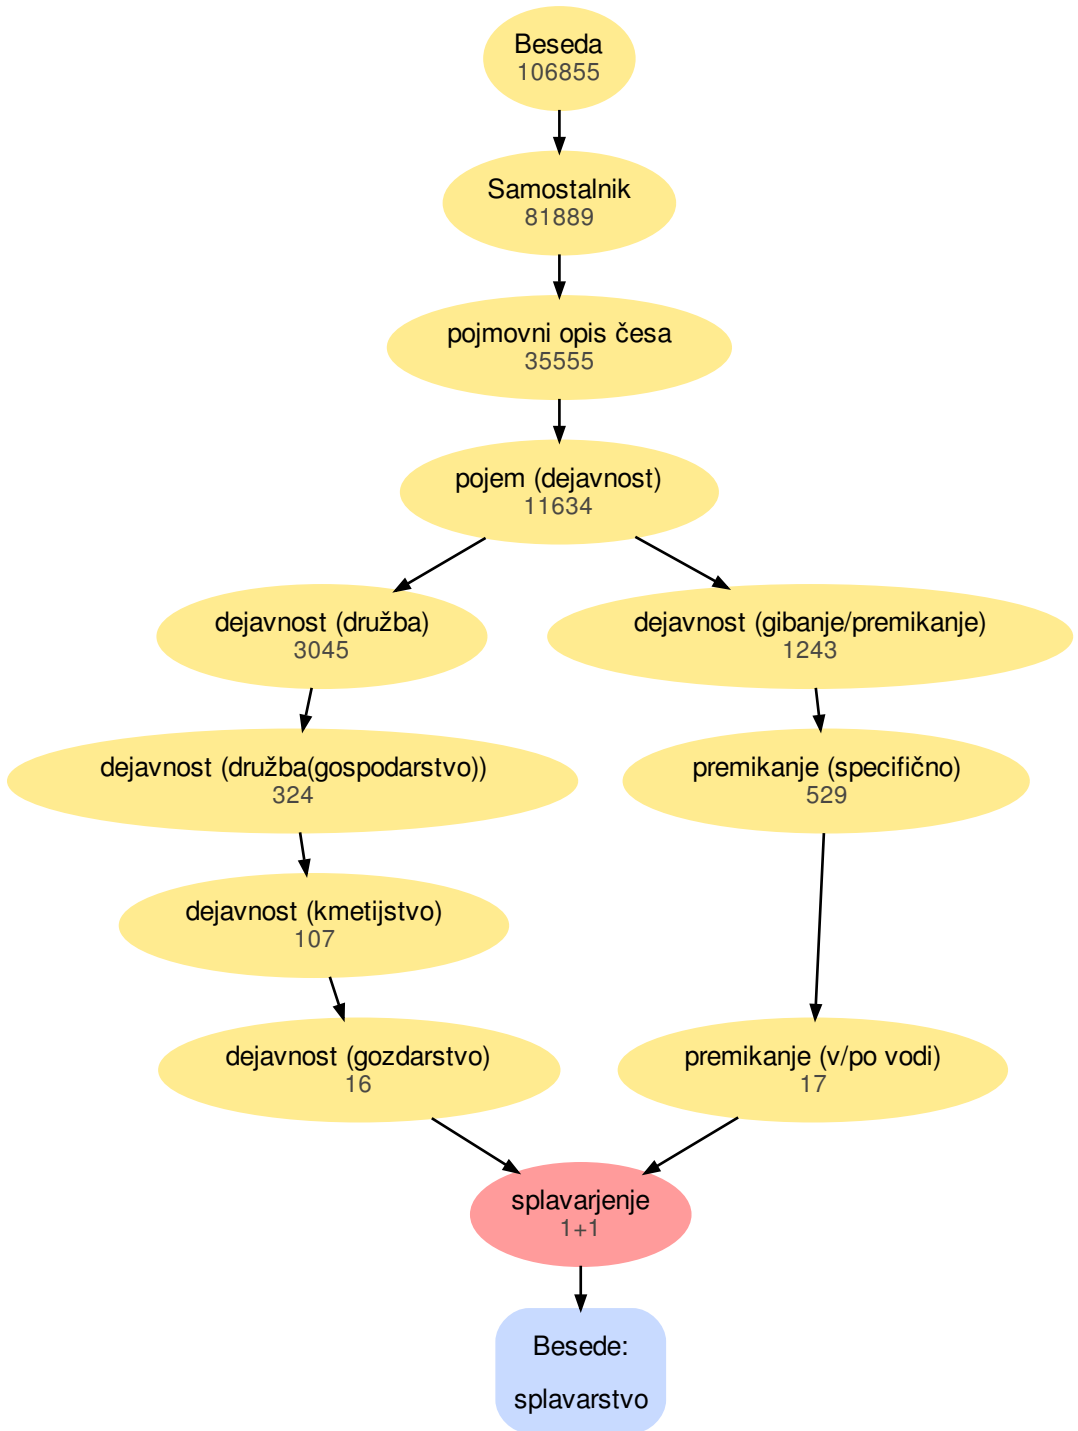 Beseda
106855
Samostalnik
81889
pojmovni opis česa
35555
pojem (dejavnost)
11634
dejavnost (družba)
3045
dejavnost (gibanje/premikanje)
1243
dejavnost (družba(gospodarstvo))
324
premikanje (specifično)
529
dejavnost (kmetijstvo)
107
dejavnost (gozdarstvo)
16
premikanje (v/po vodi)
17
splavarjenje
1+1
Besede:
splavarstvo